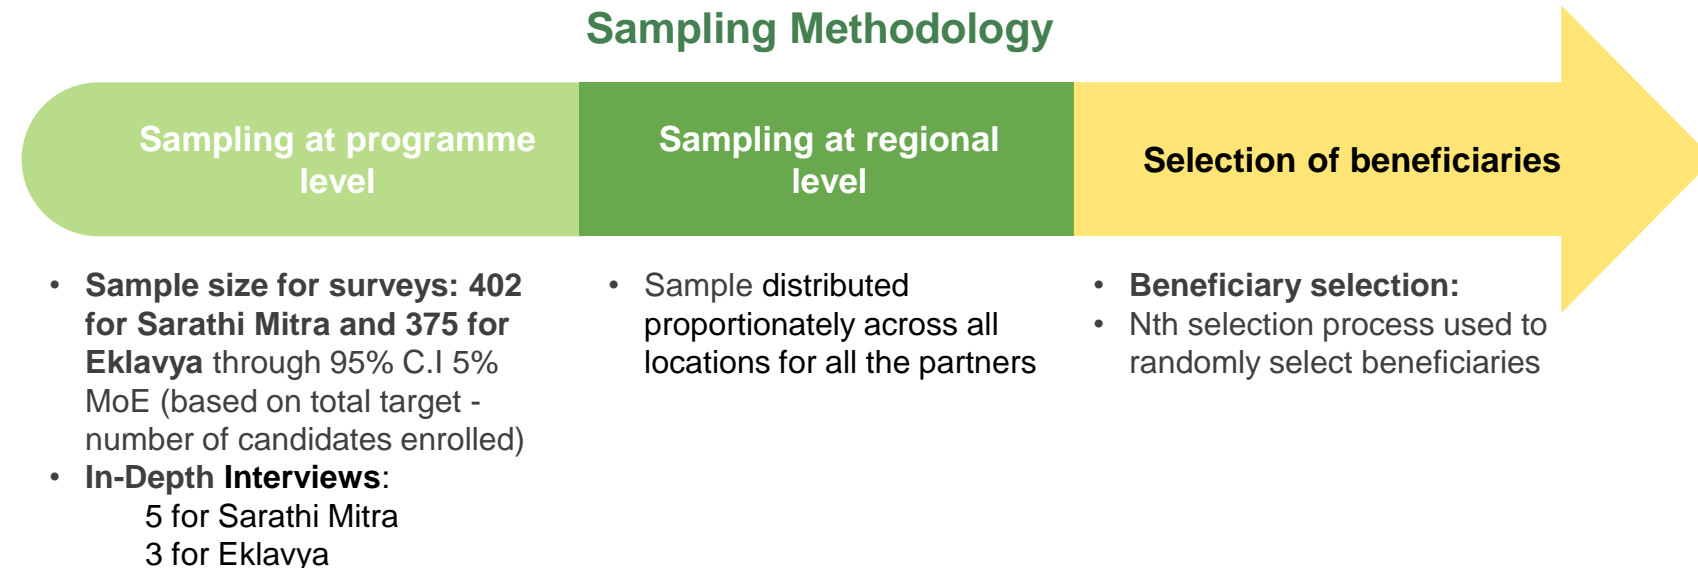 Sampling Methodology
Sampling at programme
level
Sampling at regional
level
Selection of beneficiaries
• Sample size for surveys: 402
for Sarathi Mitra and 375 for
Eklavya through 95% C.I 5%
MoE (based on total target -
number of candidates enrolled)
• In-Depth Interviews:
5 for Sarathi Mitra
3 for Eklavya
• Sample distributed
proportionately across all
locations for all the partners
• Beneficiary selection:
• Nth selection process used to
randomly select beneficiaries